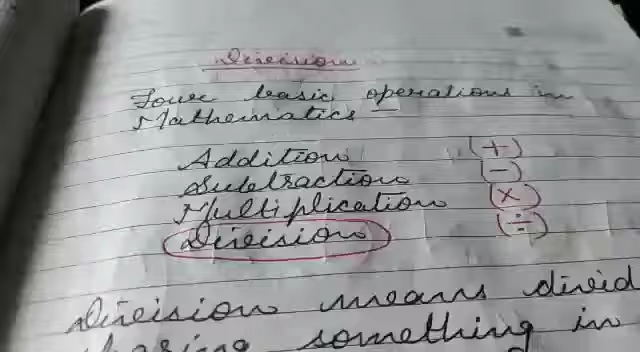 Division
Four basic operations in
Mathematics -
Addition (+)
Subtraction (-)
Multiplication (×)
Division (÷)
Division means divid
something in